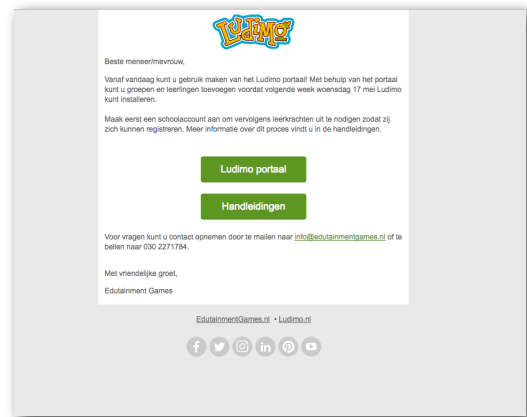 LudimO
Beste meneer/mevrouw,
Vanaf vandaag kunt u gebruik maken van het Ludimo portaal! Met behulp van het portaal
kunt u groepen en leerlingen toevoegen voordat volgende week woensdag 17 mei Ludimo
kunt installeren.
Maak eerst een schoolaccount aan om vervolgens leerkrachten uit te nodigen zodat zij
zich kunnen registreren. Meer informatie over dit proces vindt u in de handleidingen.
Ludimo portaal
Handleidingen
Voor vragen kunt u contact opnemen door te mailen naar info@edutainmentgames.nl of te
bellen naar 030 2271784.
Met vriendelijke groet,
Edutainment Games
EdutainmentGames.nl • Ludimo.nl